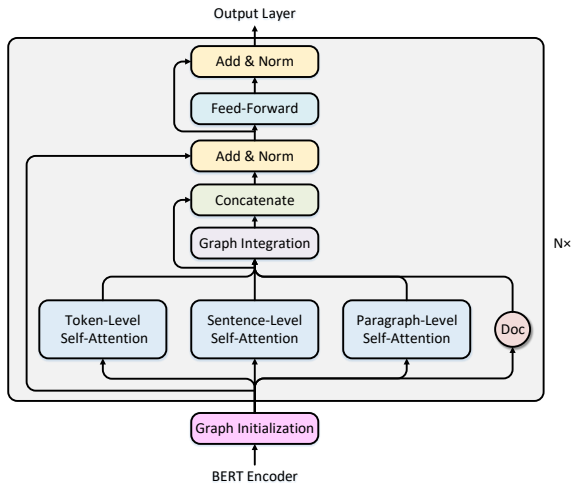 Output Layer
Add & Norm
Feed-Forward
Add & Norm
Concatenate
Graph Integration
N×
Token-Level
Self-Attention
Sentence-Level
Self-Attention
Paragraph-Level
Self-Attention
Doc
Graph Initialization
BERT Encoder